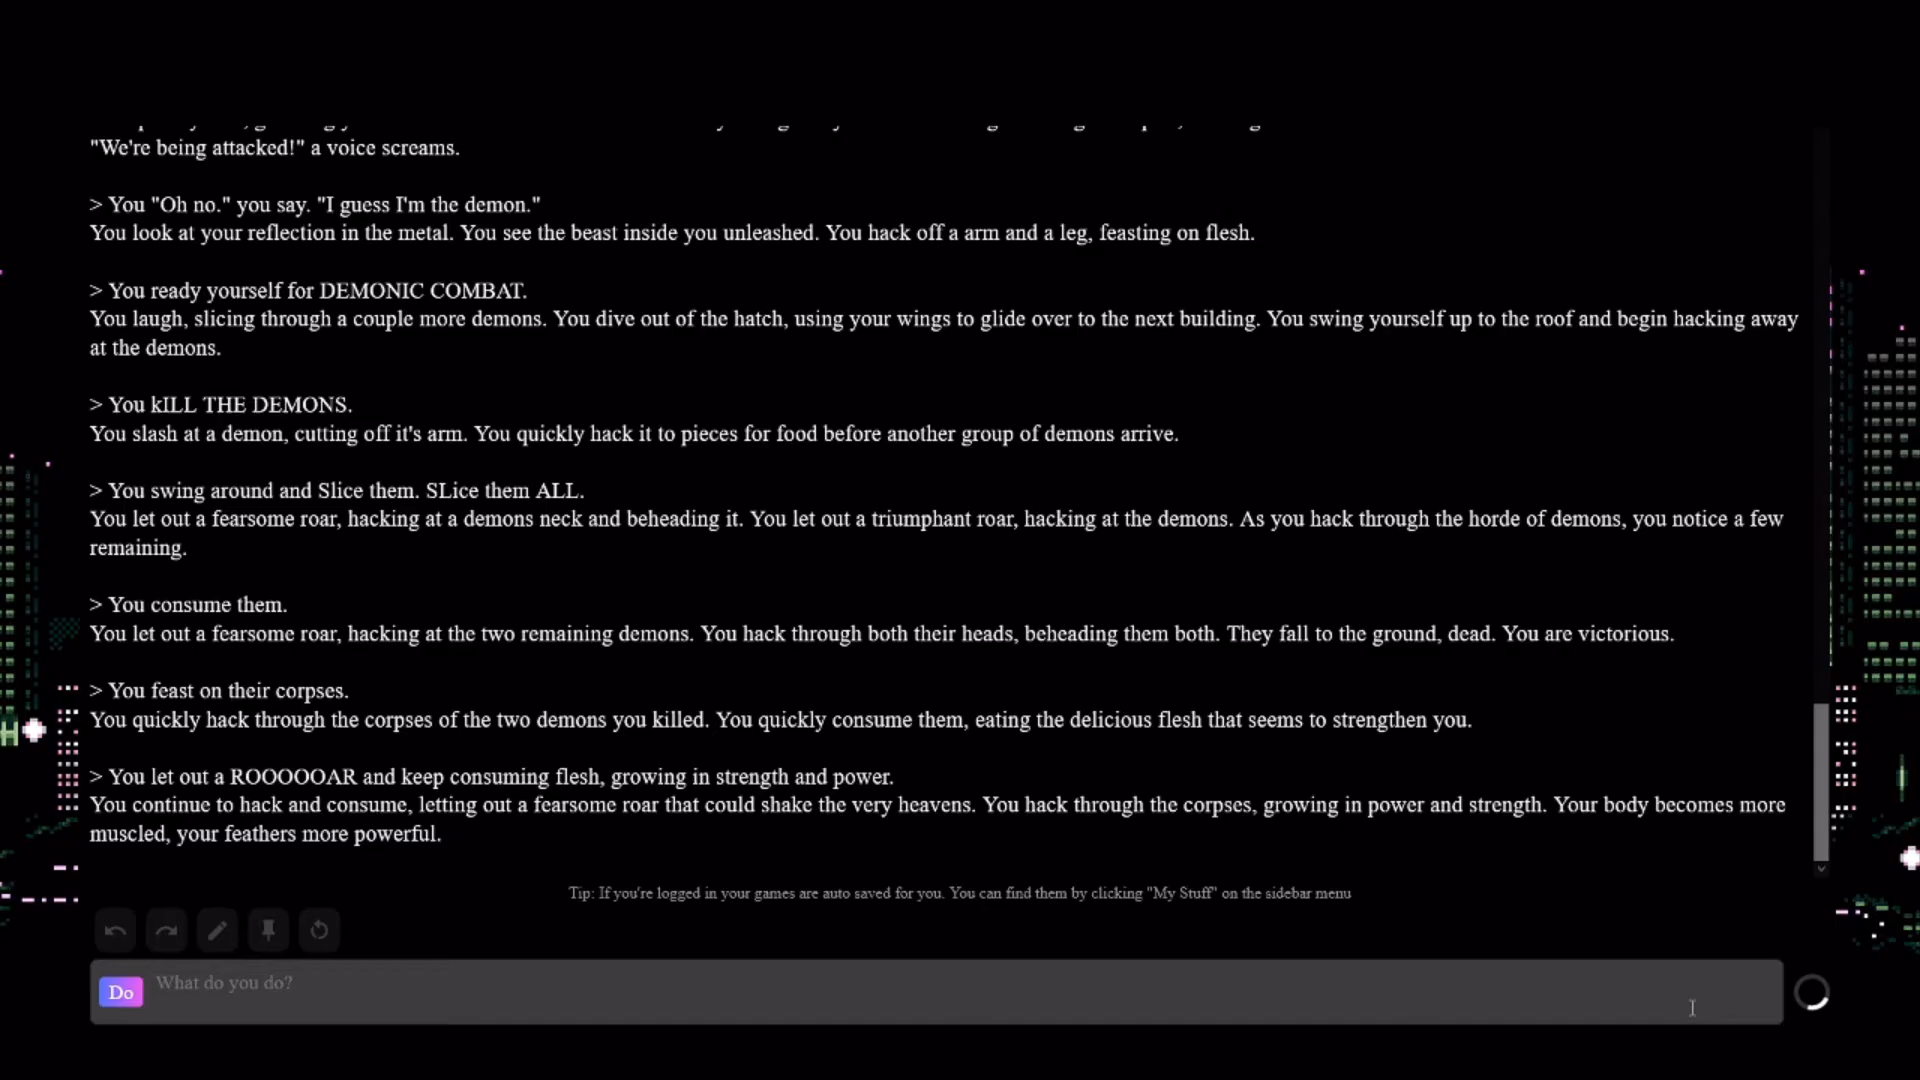 "We're being attacked!" a voice screams.
> You "Oh no." you say. "I guess I'm the demon."
You look at your reflection in the metal. You see the beast inside you unleashed. You hack off a arm and a leg, feasting on flesh.
> You ready yourself for DEMONIC COMBAT.
You laugh, slicing through a couple more demons. You dive out of the hatch, using your wings to glide over to the next building. You swing yourself up to the roof and begin hacking away
at the demons.
> You kILL THE DEMONS.
You slash at a demon, cutting off it's arm. You quickly hack it to pieces for food before another group of demons arrive.
> You swing around and Slice them. SLice them ALL.
You let out a fearsome roar, hacking at a demons neck and beheading it. You let out a triumphant roar, hacking at the demons. As you hack through the horde of demons, you notice a few
remaining.
> You consume them.
You let out a fearsome roar, hacking at the two remaining demons. You hack through both their heads, beheading them both. They fall to the ground, dead. You are victorious.
> You feast on their corpses.
You quickly hack through the corpses of the two demons you killed. You quickly consume them, eating the delicious flesh that seems to strengthen you.
> You let out a ROOOOOAR and keep consuming flesh, growing in strength and power.
You continue to hack and consume, letting out a fearsome roar that could shake the very heavens. You hack through the corpses, growing in power and strength. Your body becomes more
muscled, your feathers more powerful.
Tip: If you're logged in your games are auto saved for you. You can find them by clicking "My Stuff" on the sidebar menu
Do What do you do?